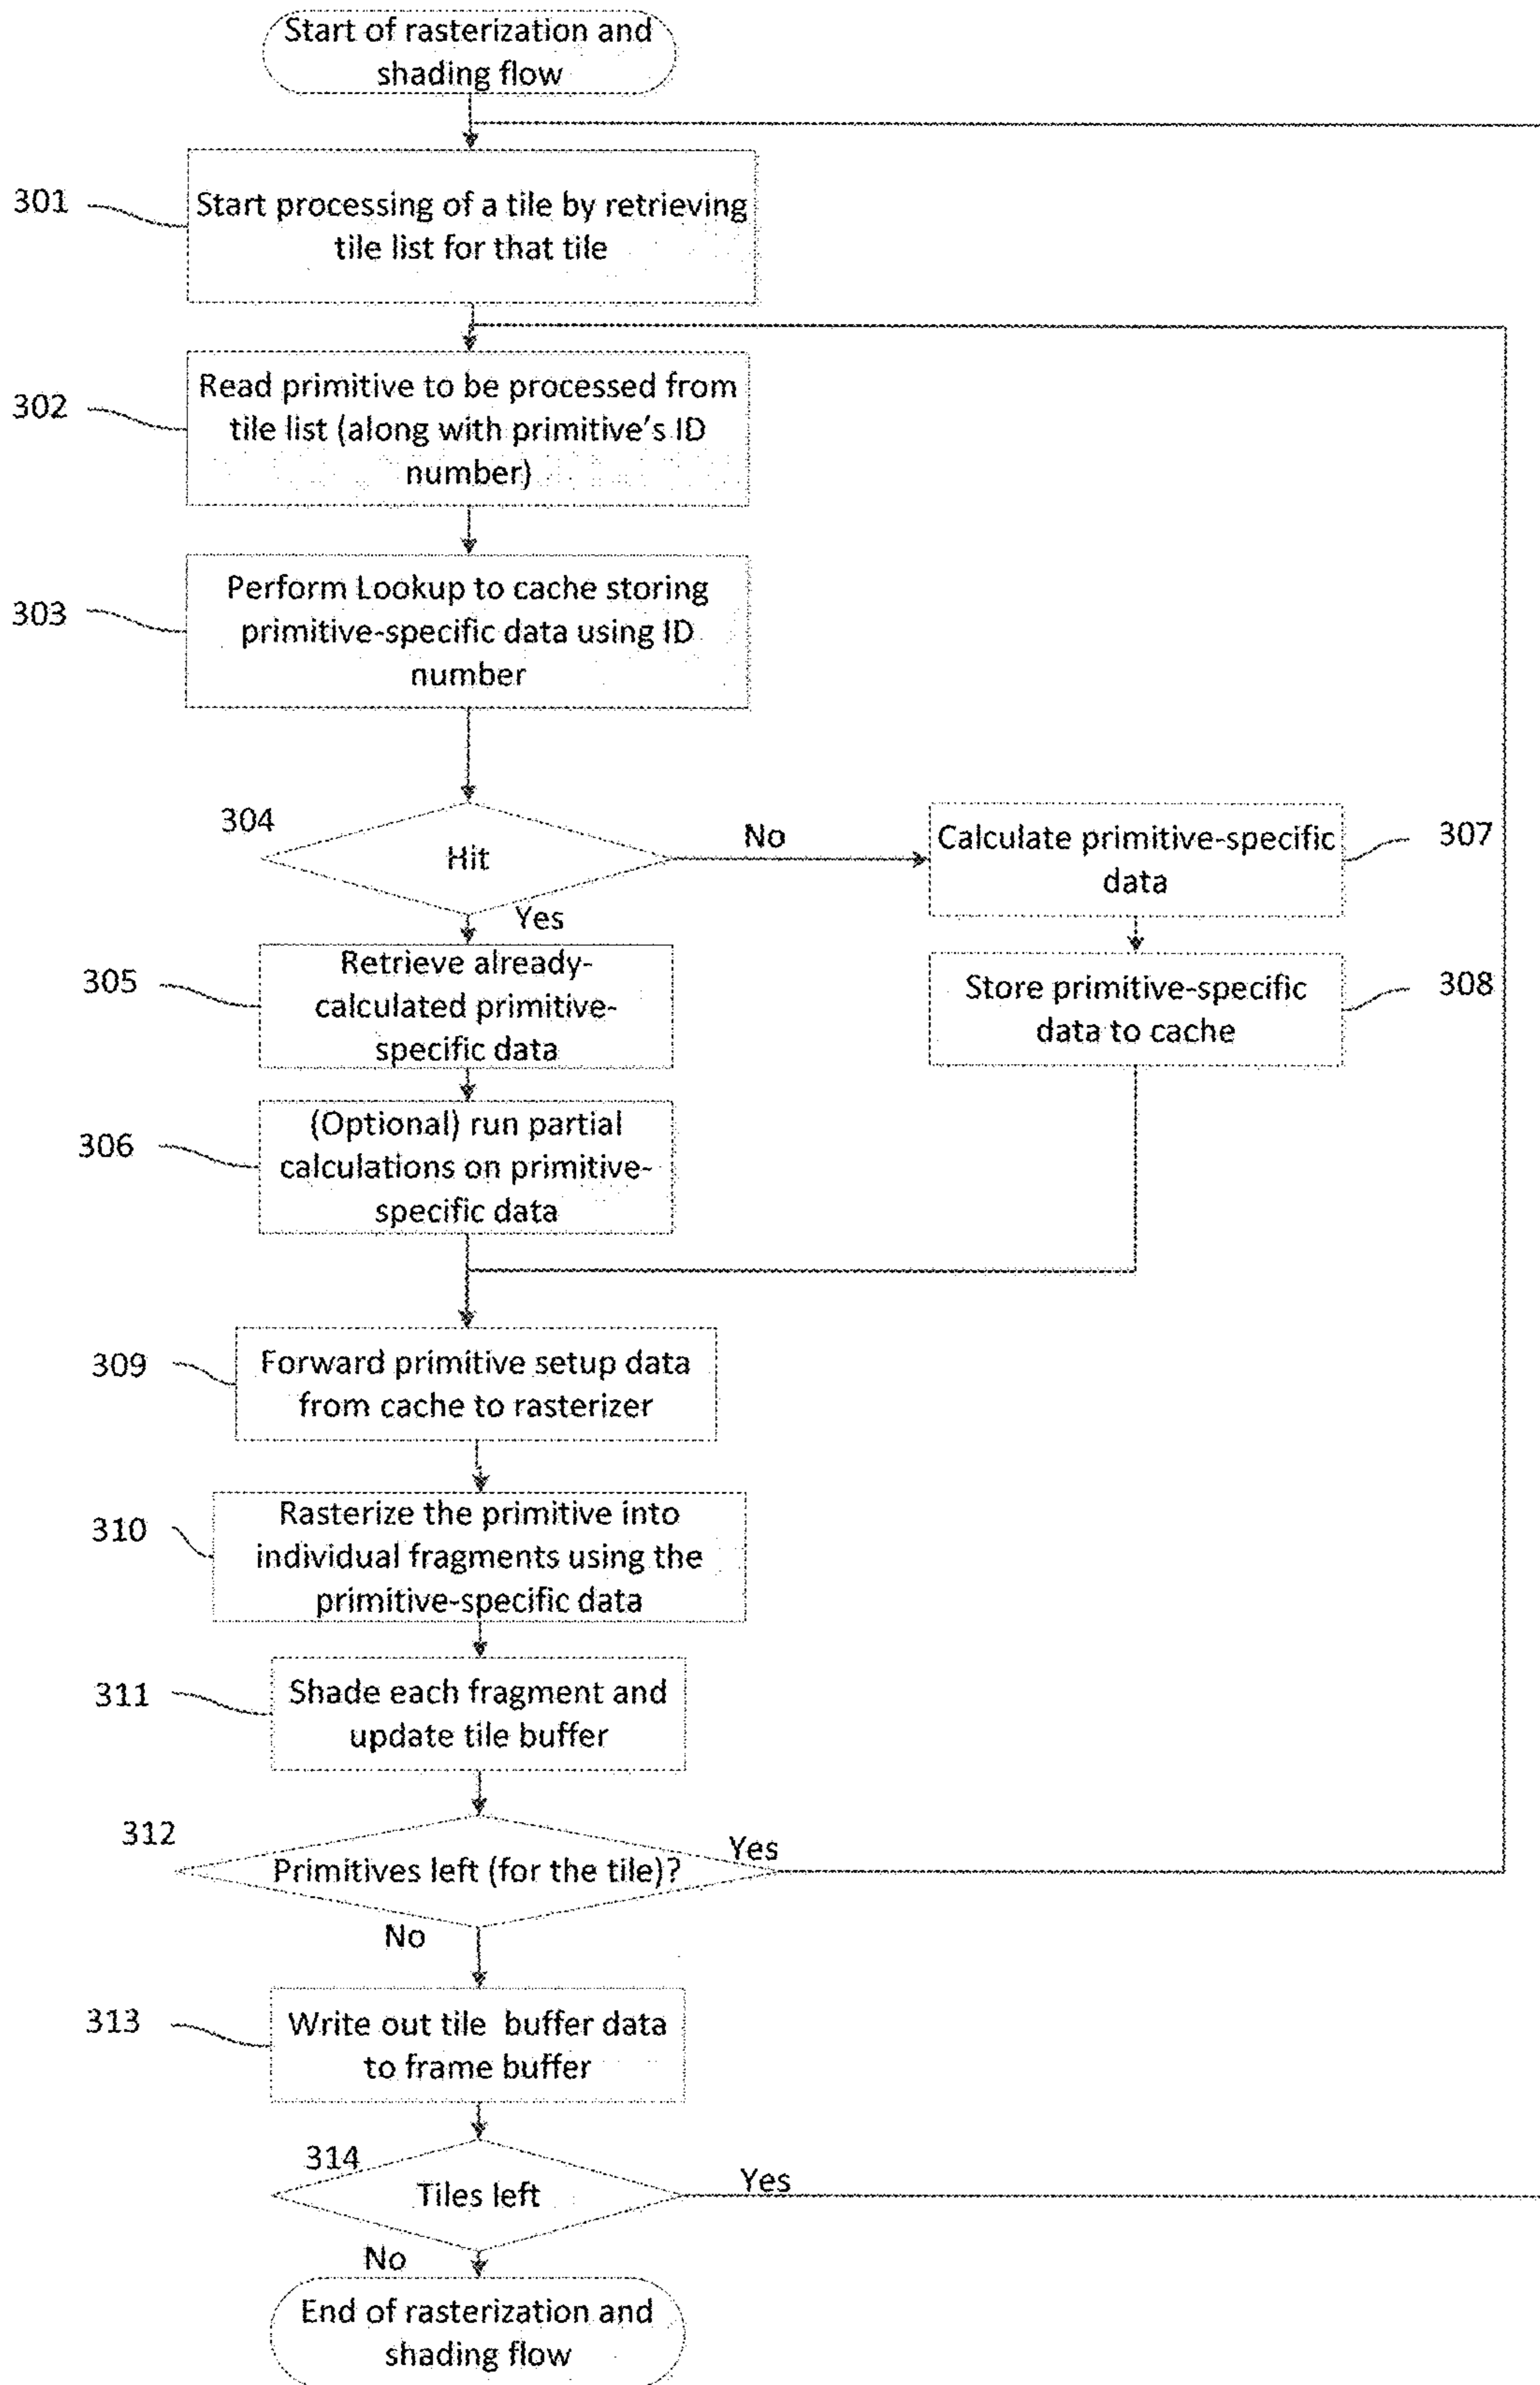 Start of rasterization and
shading flow
301
Start processing of a tile by retrieving
tile list for that tile
302
Read primitive to be processed from
tile list (along with primitive's ID
number)
303
Perform Lookup to cache storing
primitive-specific data using ID
number
304
Hit
No
Yes
307
Calculate primitive-specific
data
308
Store primitive-specific
data to cache
305
Retrieve already-
calculated primitive-
specific data
306
(Optional) run partial
calculations on primitive-
specific data
309
Forward primitive setup data
from cache to rasterizer
310
Rasterize the primitive into
individual fragments using the
primitive-specific data
311
Shade each fragment and
update tile buffer
312
Primitives left (for the tile)?
Yes
No
313
Write out tile buffer data
to frame buffer
314
Tiles left
Yes
No
End of rasterization and
shading flow